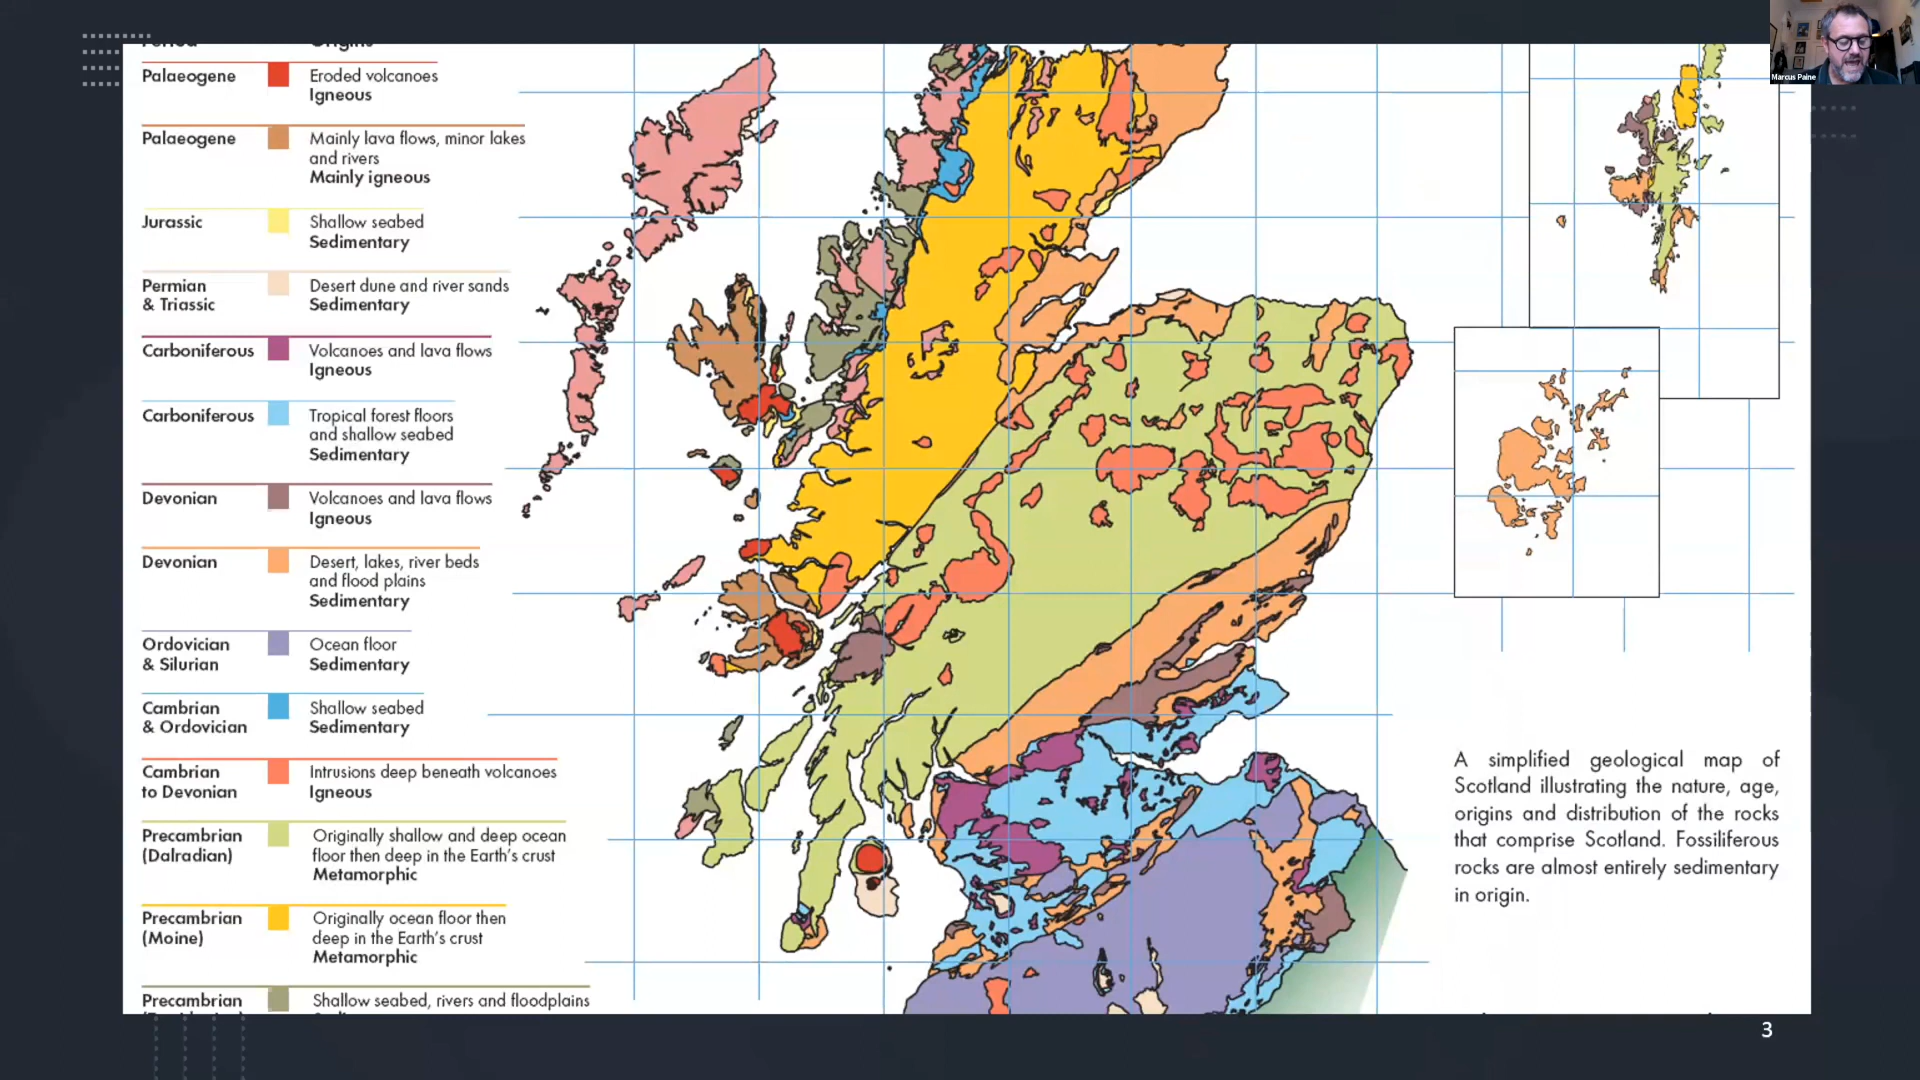 Period Origins
Palaeogene Eroded volcanoes
Igneous
Palaeogene Mainly lava flows, minor lakes
and rivers
Mainly igneous
Jurassic Shallow seabed
Sedimentary
Permian Desert dune and river sands
& Triassic Sedimentary
Carboniferous Volcanoes and lava flows
Igneous
Carboniferous Tropical forest floors
and shallow seabed
Sedimentary
Devonian Volcanoes and lava flows
Igneous
Devonian Desert, lakes, river beds
and flood plains
Sedimentary
Ordovician Ocean floor
& Silurian Sedimentary
Cambrian Shallow seabed
& Ordovician Sedimentary
Cambrian Intrusions deep beneath volcanoes
to Devonian Igneous
Precambrian Originally shallow and deep ocean
(Dalradian) floor then deep in the Earth's crust
Metamorphic
Precambrian Originally ocean floor then
(Moine) deep in the Earth's crust
Metamorphic
Precambrian Shallow seabed, rivers and floodplains
A simplified geological map of
Scotland illustrating the nature, age,
origins and distribution of the rocks
that comprise Scotland. Fossiliferous
rocks are almost entirely sedimentary
in origin.
Marcus Paine
3